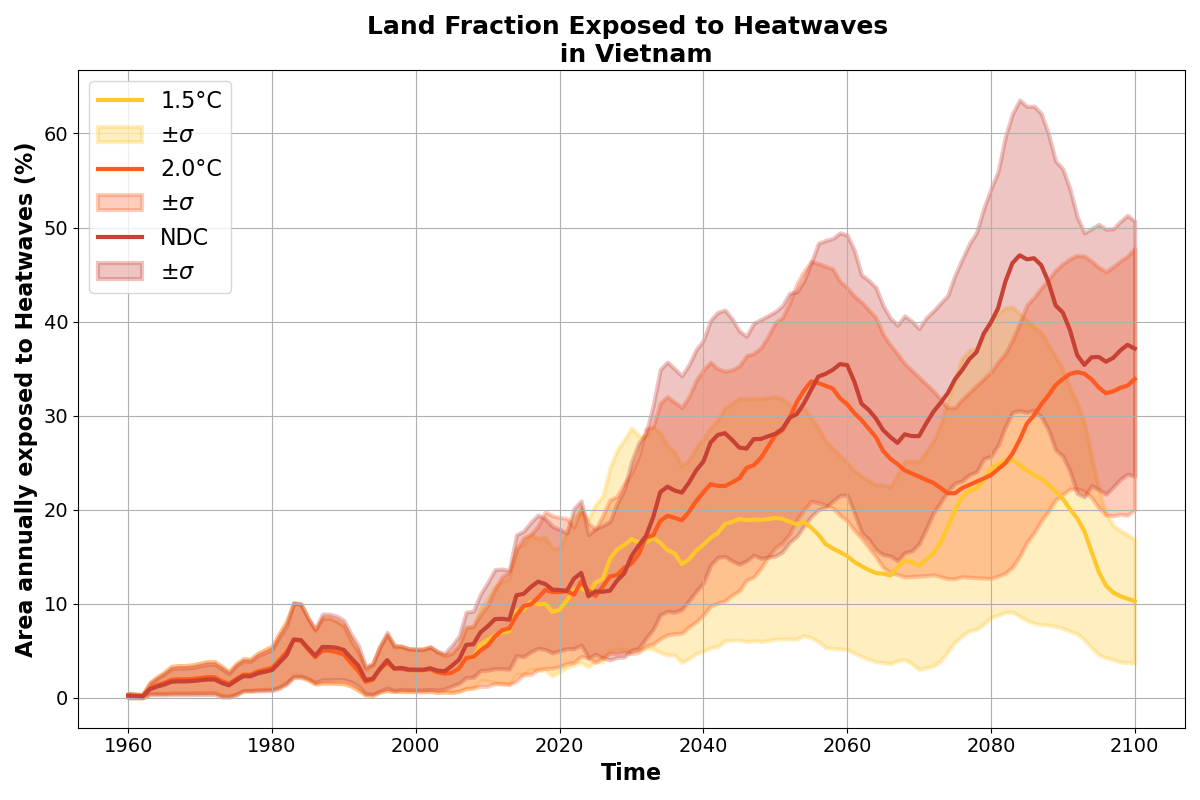 Land Fraction Exposed to Heatwaves
in Vietnam
1.5°C
±σ
2.0°C
±σ
NDC
±σ
Area annually exposed to Heatwaves (%)
60
50
40
30
20
10
0
1960 1980 2000 2020 2040 2060 2080 2100
Time